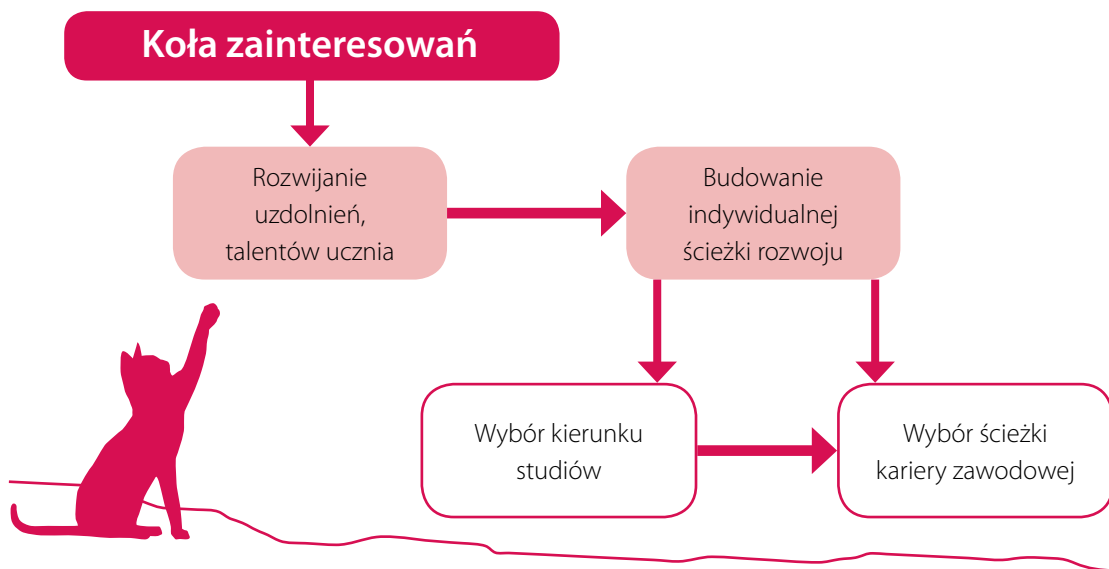 Koła zainteresowań
Rozwijanie
uzdolnień,
talentów ucznia
Budowanie
indywidualnej
ścieżki rozwoju
Wybór kierunku
studiów
Wybór ścieżki
kariery zawodowej